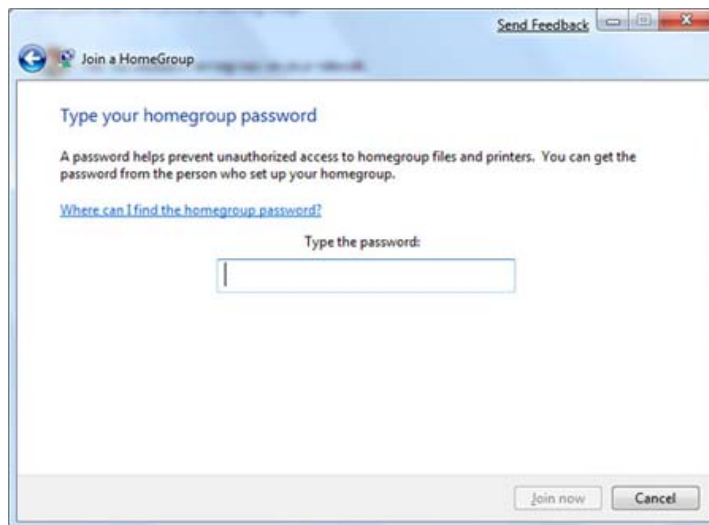 Send Feedback
Join a HomeGroup
Type your homegroup password
A password helps prevent unauthorized access to homegroup files and printers. You can get the
password from the person who set up your homegroup.
Where can I find the homegroup password?
Type the password:
Join now Cancel